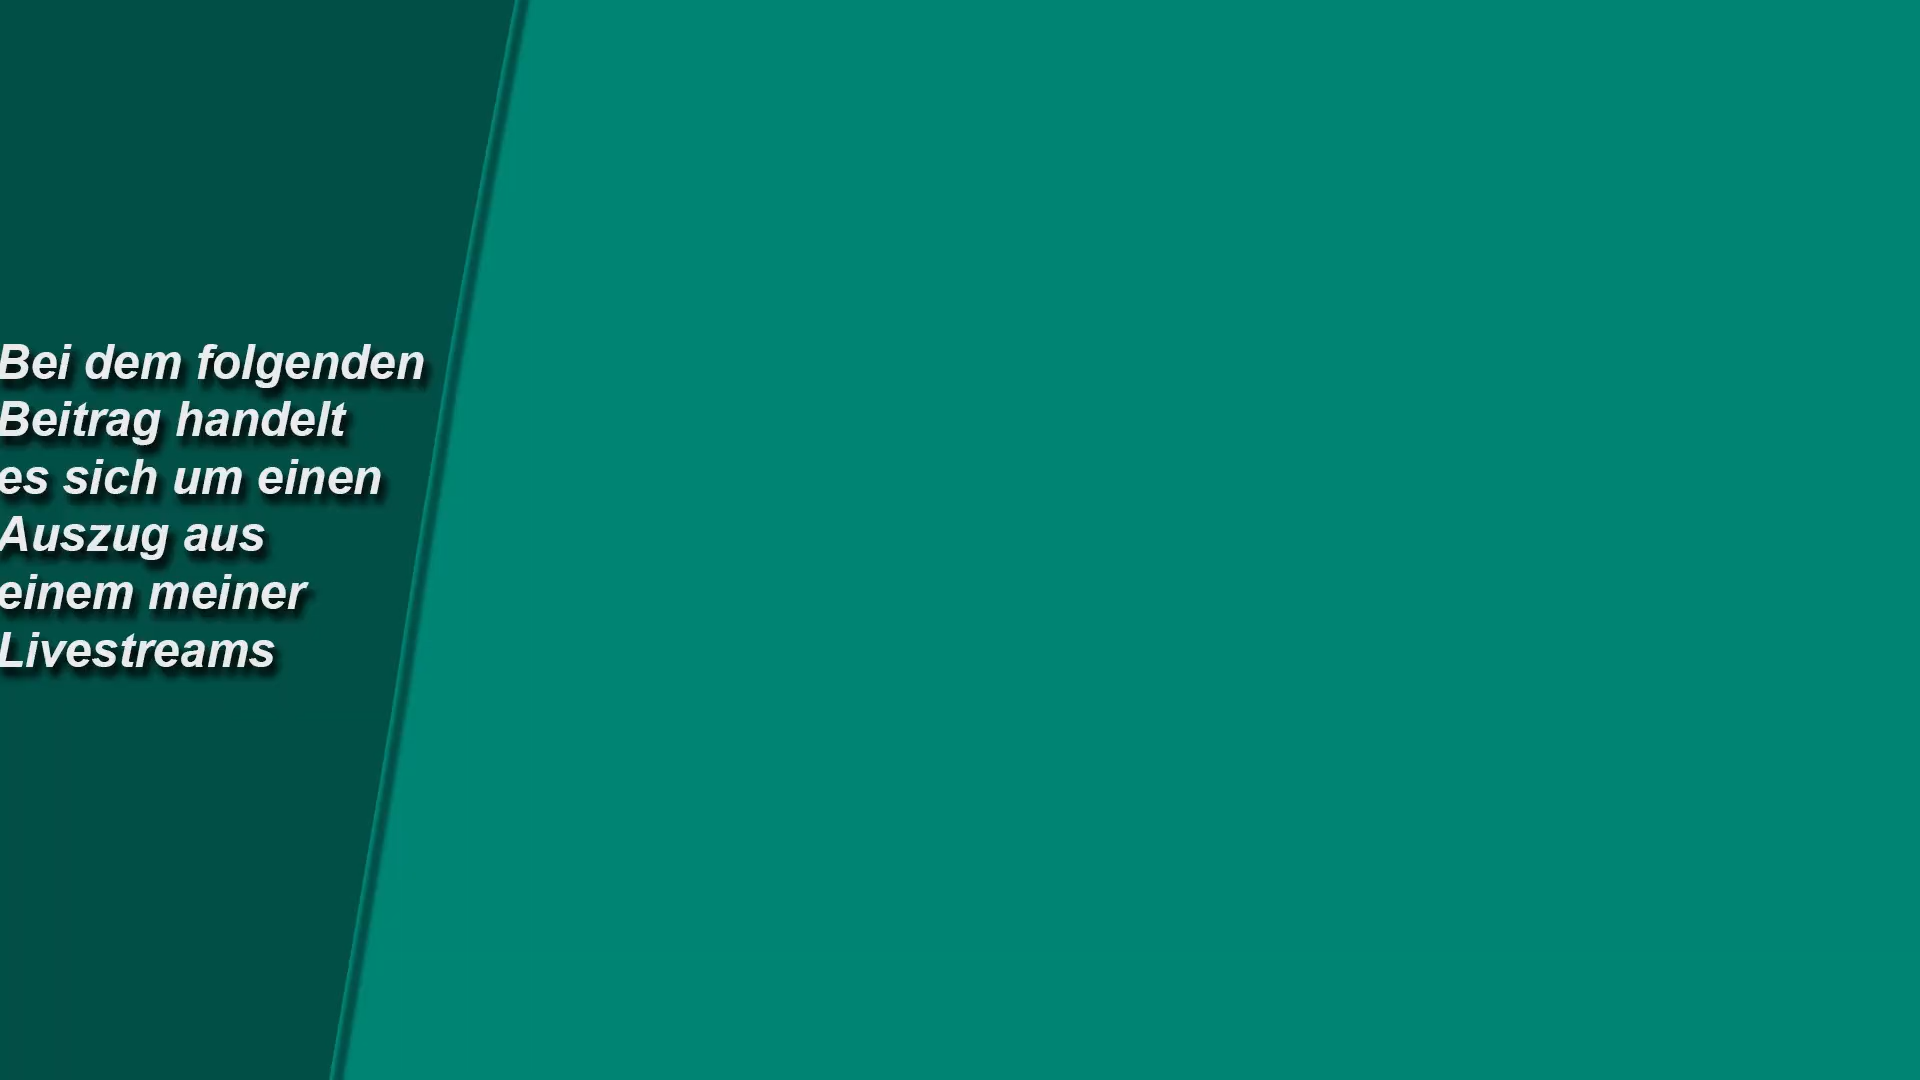 Bei dem folgenden
Beitrag handelt
es sich um einen
Auszug aus
einem meiner
Livestreams